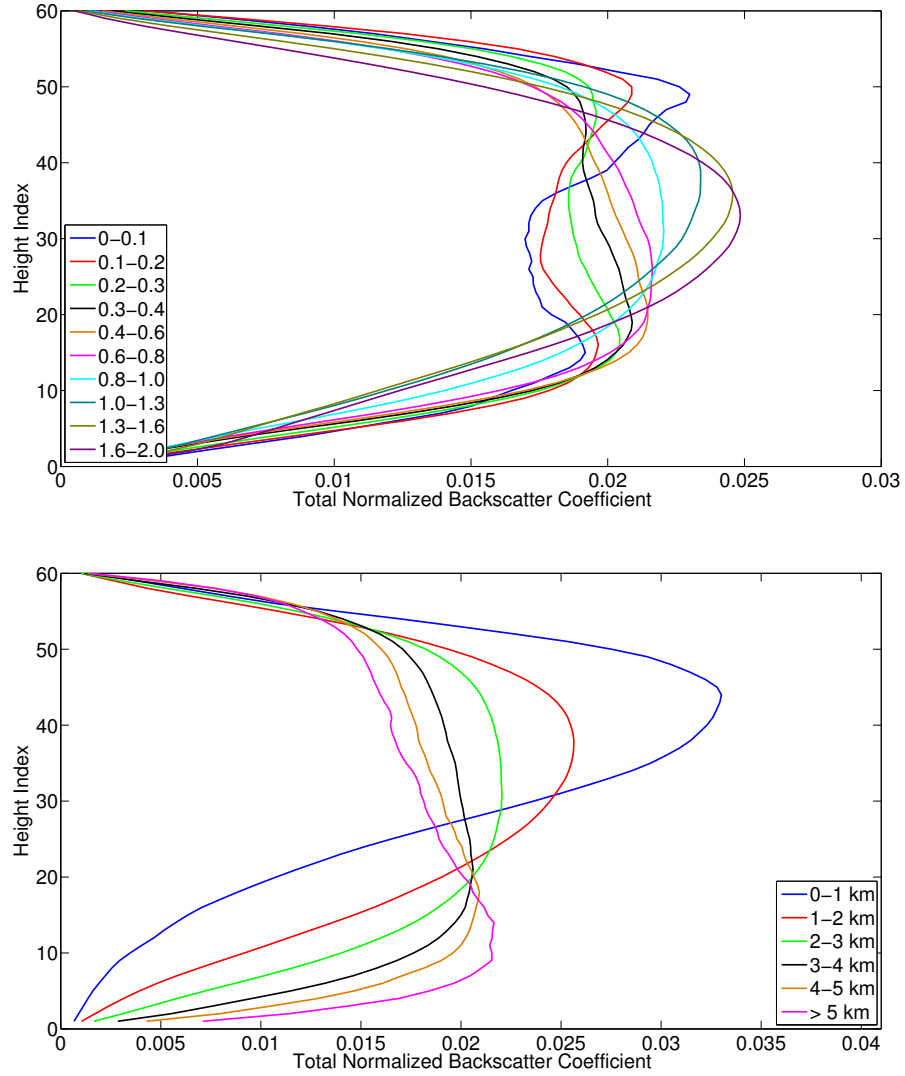 60
50
40
30
20
10
0
Height Index
0−0.1
0.1−0.2
0.2−0.3
0.3−0.4
0.4−0.6
0.6−0.8
0.8−1.0
1.0−1.3
1.3−1.6
1.6−2.0
0 0.005 0.01 0.015 0.02 0.025 0.03
Total Normalized Backscatter Coefficient
60
50
40
30
20
10
0
Height Index
0−1 km
1−2 km
2−3 km
3−4 km
4−5 km
> 5 km
0 0.005 0.01 0.015 0.02 0.025 0.03 0.035 0.04
Total Normalized Backscatter Coefficient